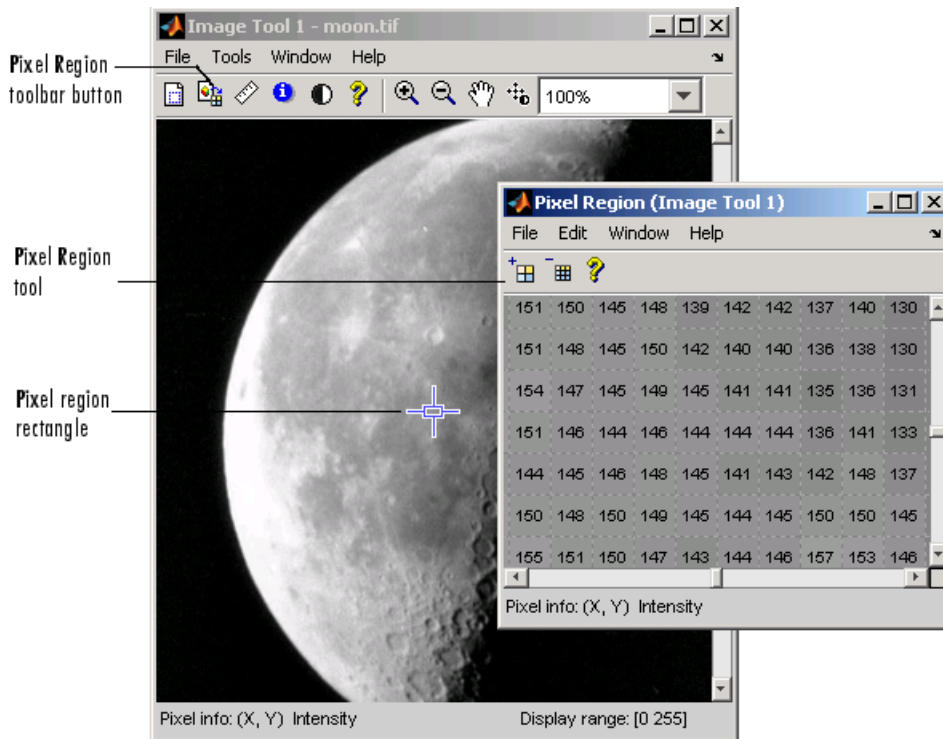 Image Tool 1 - moon.tif
File Tools Window Help
Pixel Region
toolbar button
100%
Pixel Region (Image Tool 1)
File Edit Window Help
Pixel Region
tool
151 150 145 148 139 142 142 137 140 130
151 148 145 150 142 140 140 136 138 130
154 147 145 149 145 141 141 135 136 131
Pixel region
rectangle
151 146 144 146 144 144 144 136 141 133
144 145 146 148 145 141 143 142 148 137
150 148 150 149 145 144 145 150 150 145
155 151 150 147 143 144 146 157 153 146
Pixel info: (X, Y) Intensity
Pixel info: (X, Y) Intensity
Display range: [0 255]